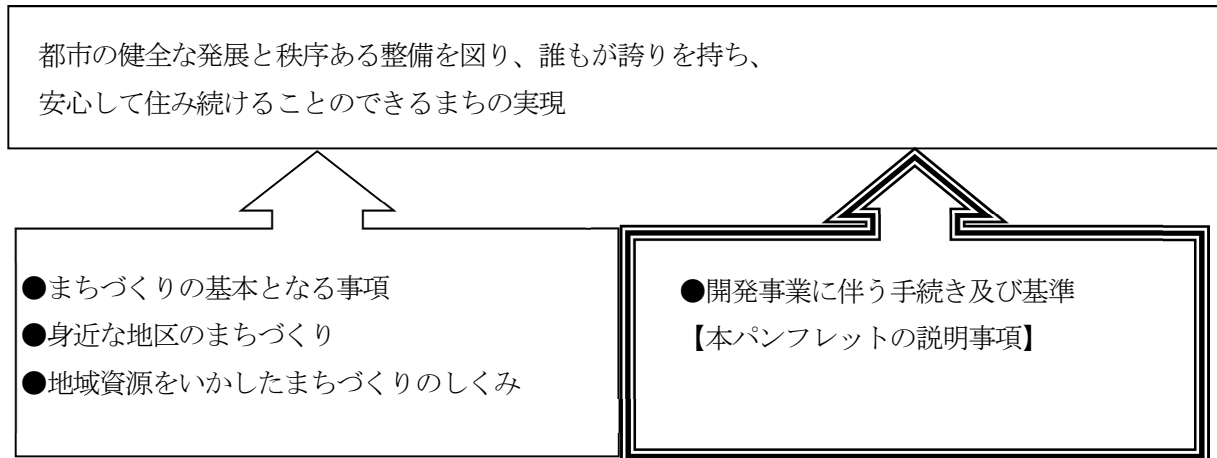 都市の健全な発展と秩序ある整備を図り、誰もが誇りを持ち、
安心して住み続けることのできるまちの実現
●まちづくりの基本となる事項
●身近な地区のまちづくり
●地域資源をいかしたまちづくりのしくみ
●開発事業に伴う手続き及び基準
【本パンフレットの説明事項】